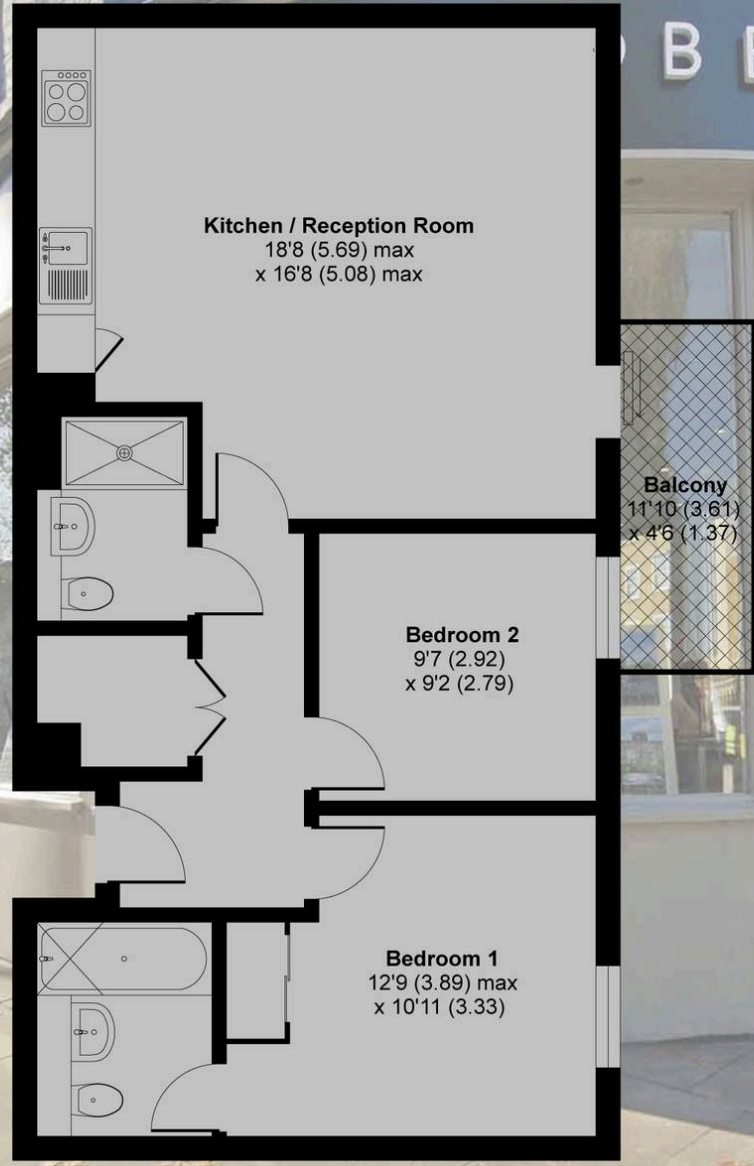 B
Kitchen / Reception Room
18'8 (5.69) max
x 16'8 (5.08) max
Balcony
11'10 (3.61)
x 4'6 (1.37)
Bedroom 2
9'7 (2.92)
x 9'2 (2.79)
Bedroom 1
12'9 (3.89) max
x 10'11 (3.33)